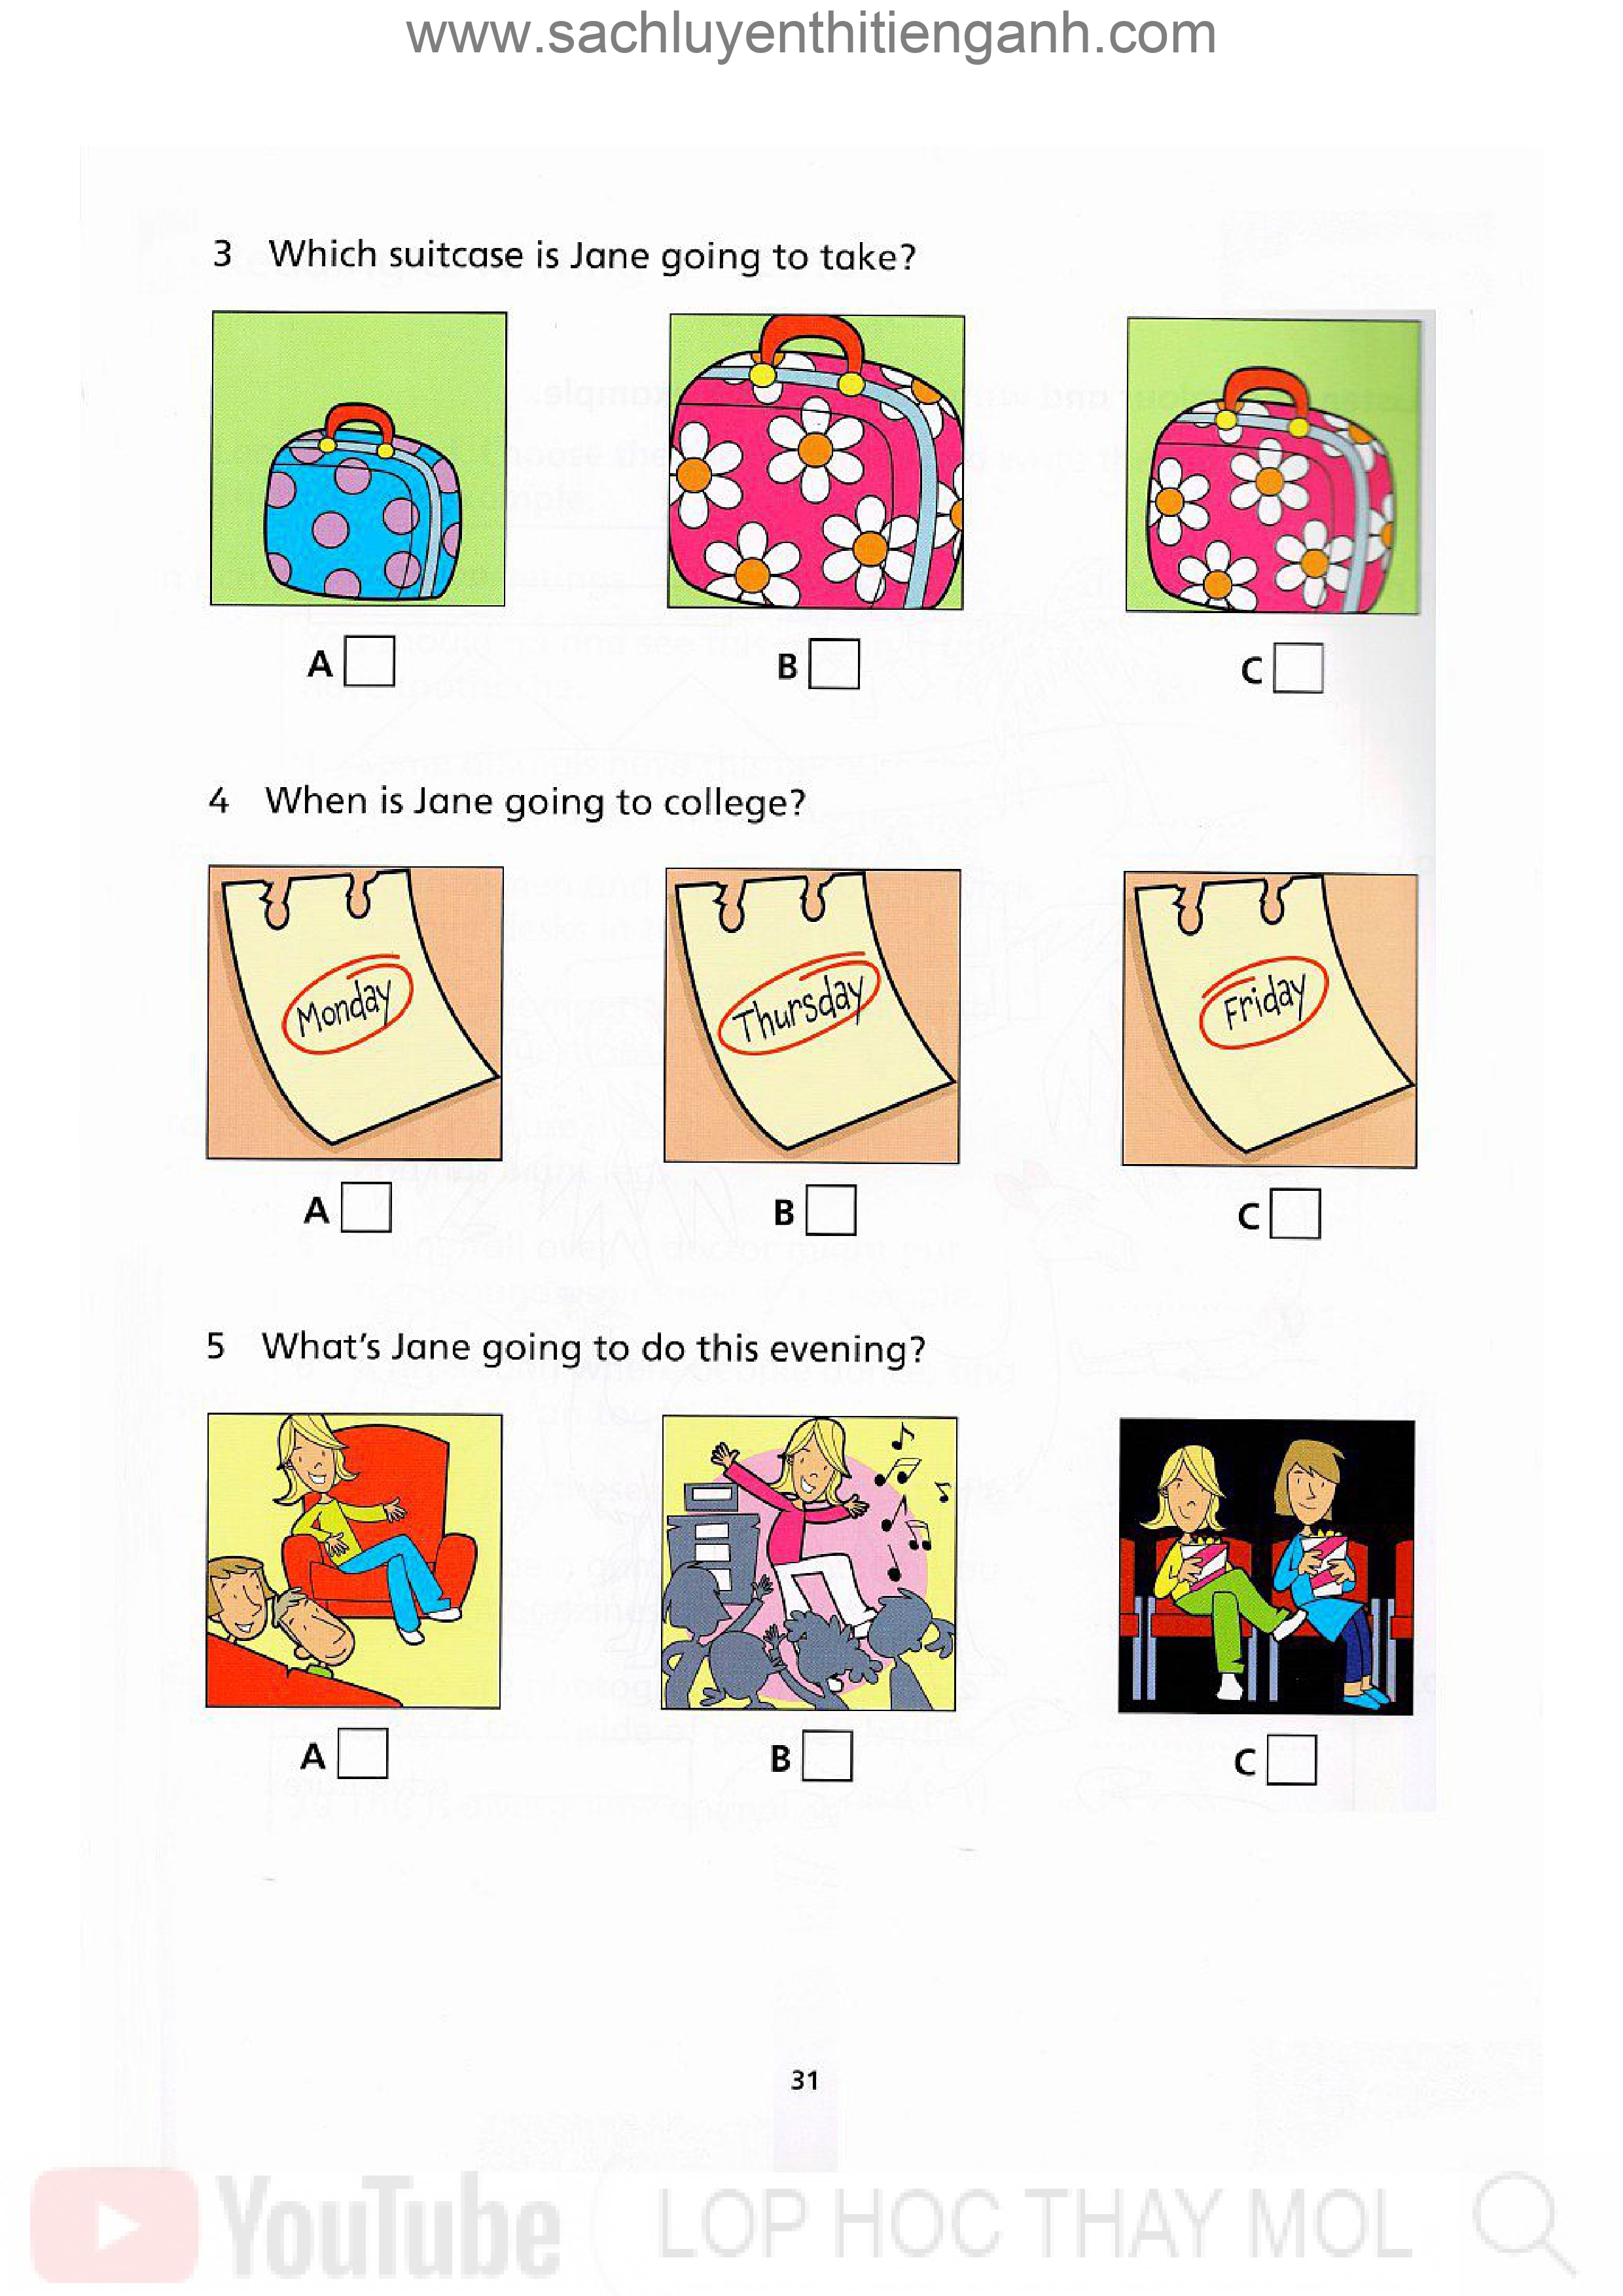 www.sachluyenthitienganh.com
3 Which suitcase is Jane going to take?
A B C
4 When is Jane going to college?
Monday Thursday Friday
A B C
5 What's Jane going to do this evening?
A B C
31
YouTube LOP HOC THAY MOL